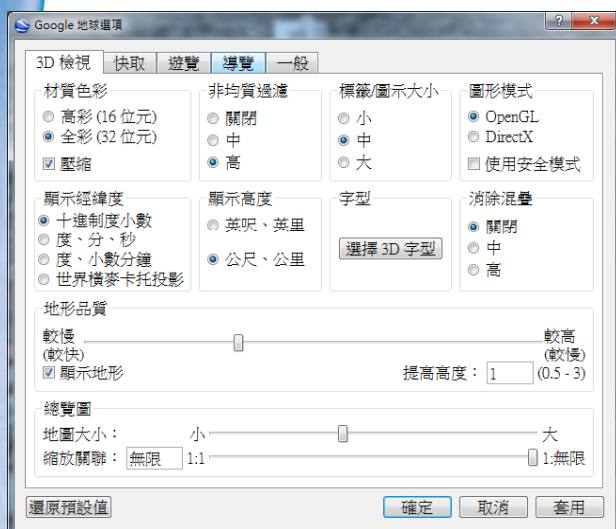 Google 地球選項
3D 檢視 快取 遊覽 導覽 一般
材質色彩
高彩 (16 位元)
全彩 (32 位元)
壓縮
非均質過濾
關閉
中
高
標籤/圖示大小
小
中
大
圖形模式
OpenGL
DirectX
使用安全模式
顯示經緯度
十進制度小數
度、分、秒
度、小數分鐘
世界橫麥卡托投影
顯示高度
英呎、英里
公尺、公里
字型
選擇 3D 字型
消除混疊
關閉
中
高
地形品質
較慢 較高
(較快) (較慢)
顯示地形 提高高度： 1 (0.5 - 3)
總覽圖
地圖大小： 小 大
縮放關聯： 無限 1:1 1:無限
還原預設值 確定 取消 套用